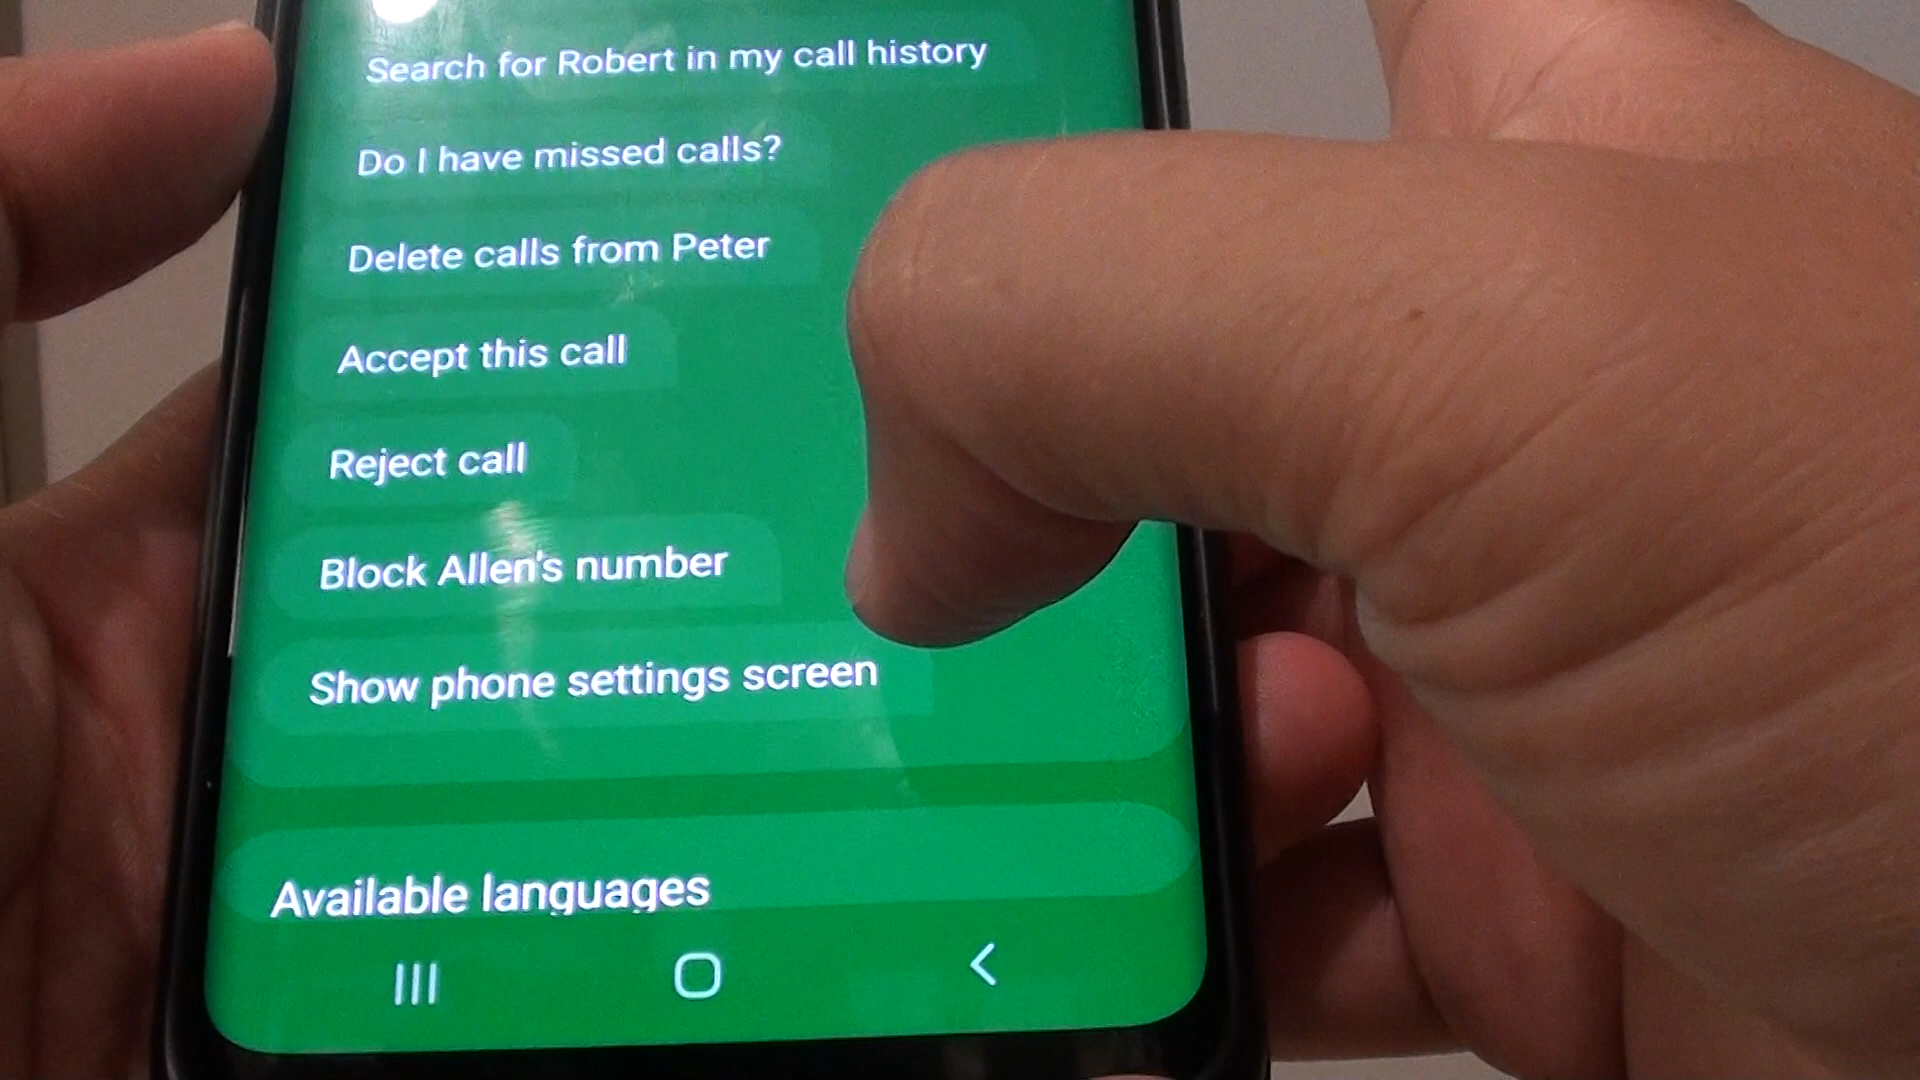 Search for Robert in my call history
Do I have missed calls?
Delete calls from Peter
Accept this call
Reject call
Block Allen's number
Show phone settings screen
Available languages